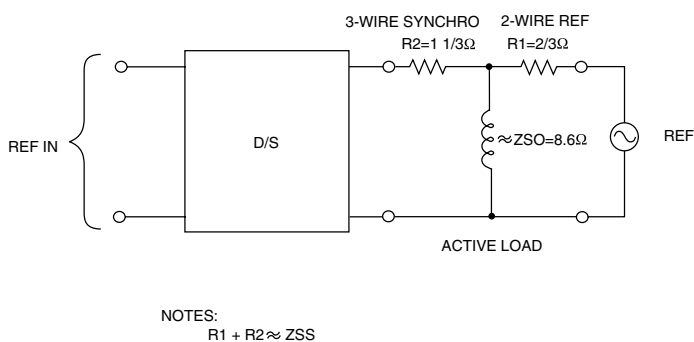 3-WIRE SYNCHRO
2-WIRE REF
R2=1 1/3Ω
R1=2/3Ω
REF IN
D/S
≈ZSO=8.6Ω
REF
ACTIVE LOAD
NOTES:
R1 + R2 ≈ ZSS